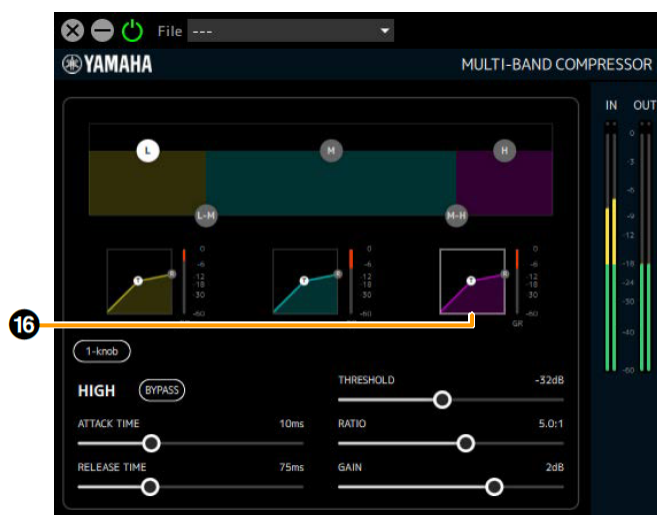 File ---
YAMAHA MULTI-BAND COMPRESSOR
IN OUT
L M H
L-M M-H
0
-3
-6
-9
-12
-18
-24
-30
-40
-60
T R
0
-6
-12
-18
-30
-60
GR
T R
0
-6
-12
-18
-30
-60
GR
T R
0
-6
-12
-18
-30
-60
GR
16
1-knob
HIGH BYPASS
THRESHOLD -32dB
ATTACK TIME 10ms
RATIO 5.0:1
RELEASE TIME 75ms
GAIN 2dB